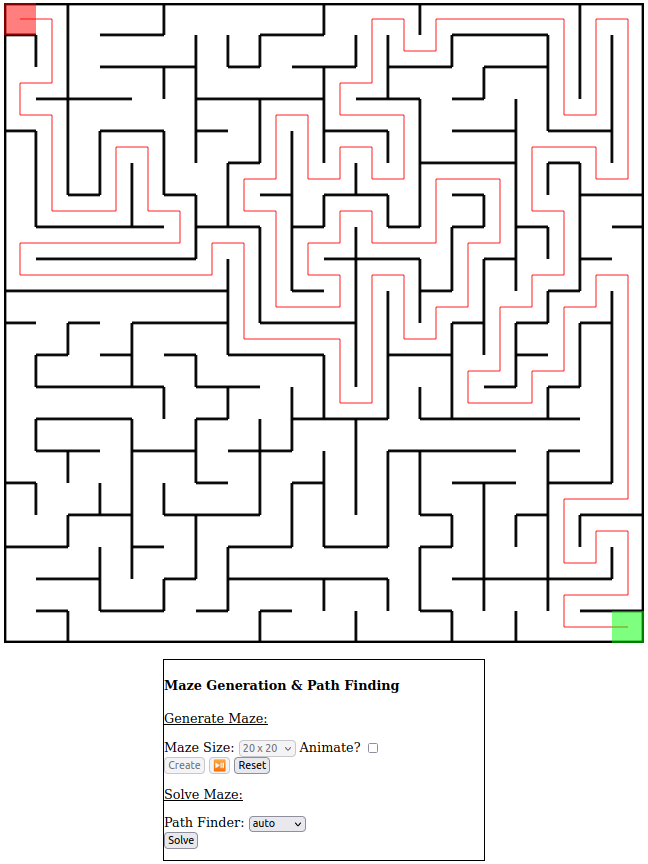 Maze Generation & Path Finding
Generate Maze:
Maze Size: 20 x 20 Animate?
Create Reset
Solve Maze:
Path Finder: auto
Solve